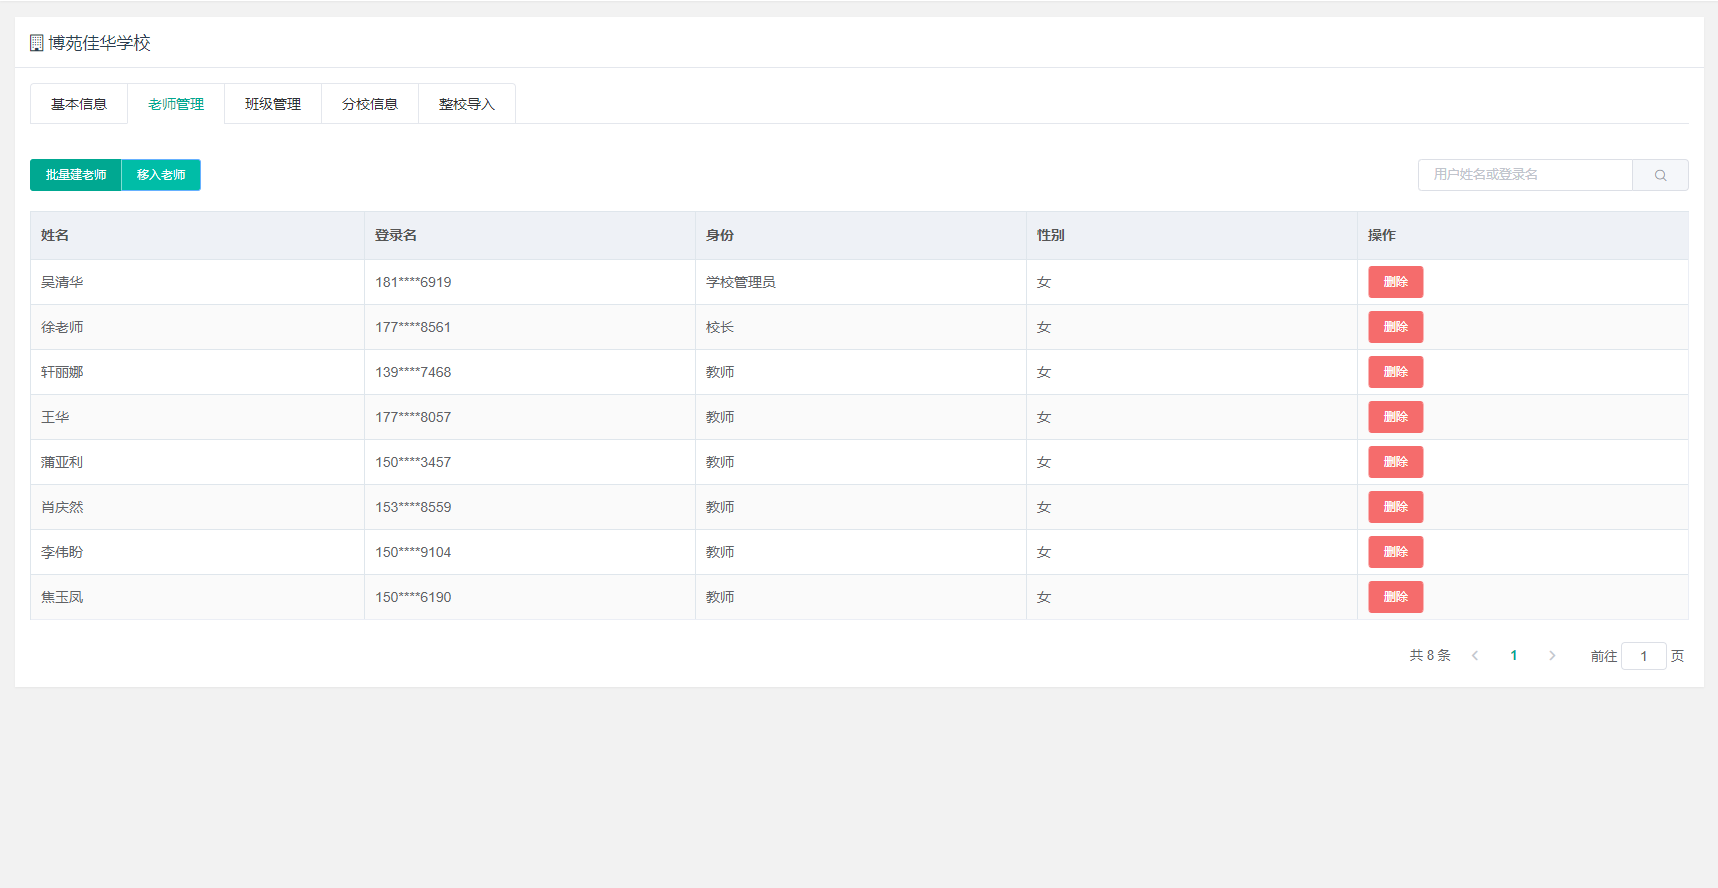 博苑佳华学校
基本信息 老师管理 班级管理 分校信息 整校导入
批量建老师 移入老师 用户姓名或登录名
姓名 登录名 身份 性别 操作
吴清华 181****6919 学校管理员 女 删除
徐老师 177****8561 校长 女 删除
轩丽娜 139****7468 教师 女 删除
王华 177****8057 教师 女 删除
蒲亚利 150****3457 教师 女 删除
肖庆然 153****8559 教师 女 删除
李伟盼 150****9104 教师 女 删除
焦玉凤 150****6190 教师 女 删除
共 8 条 1 前往 1 页